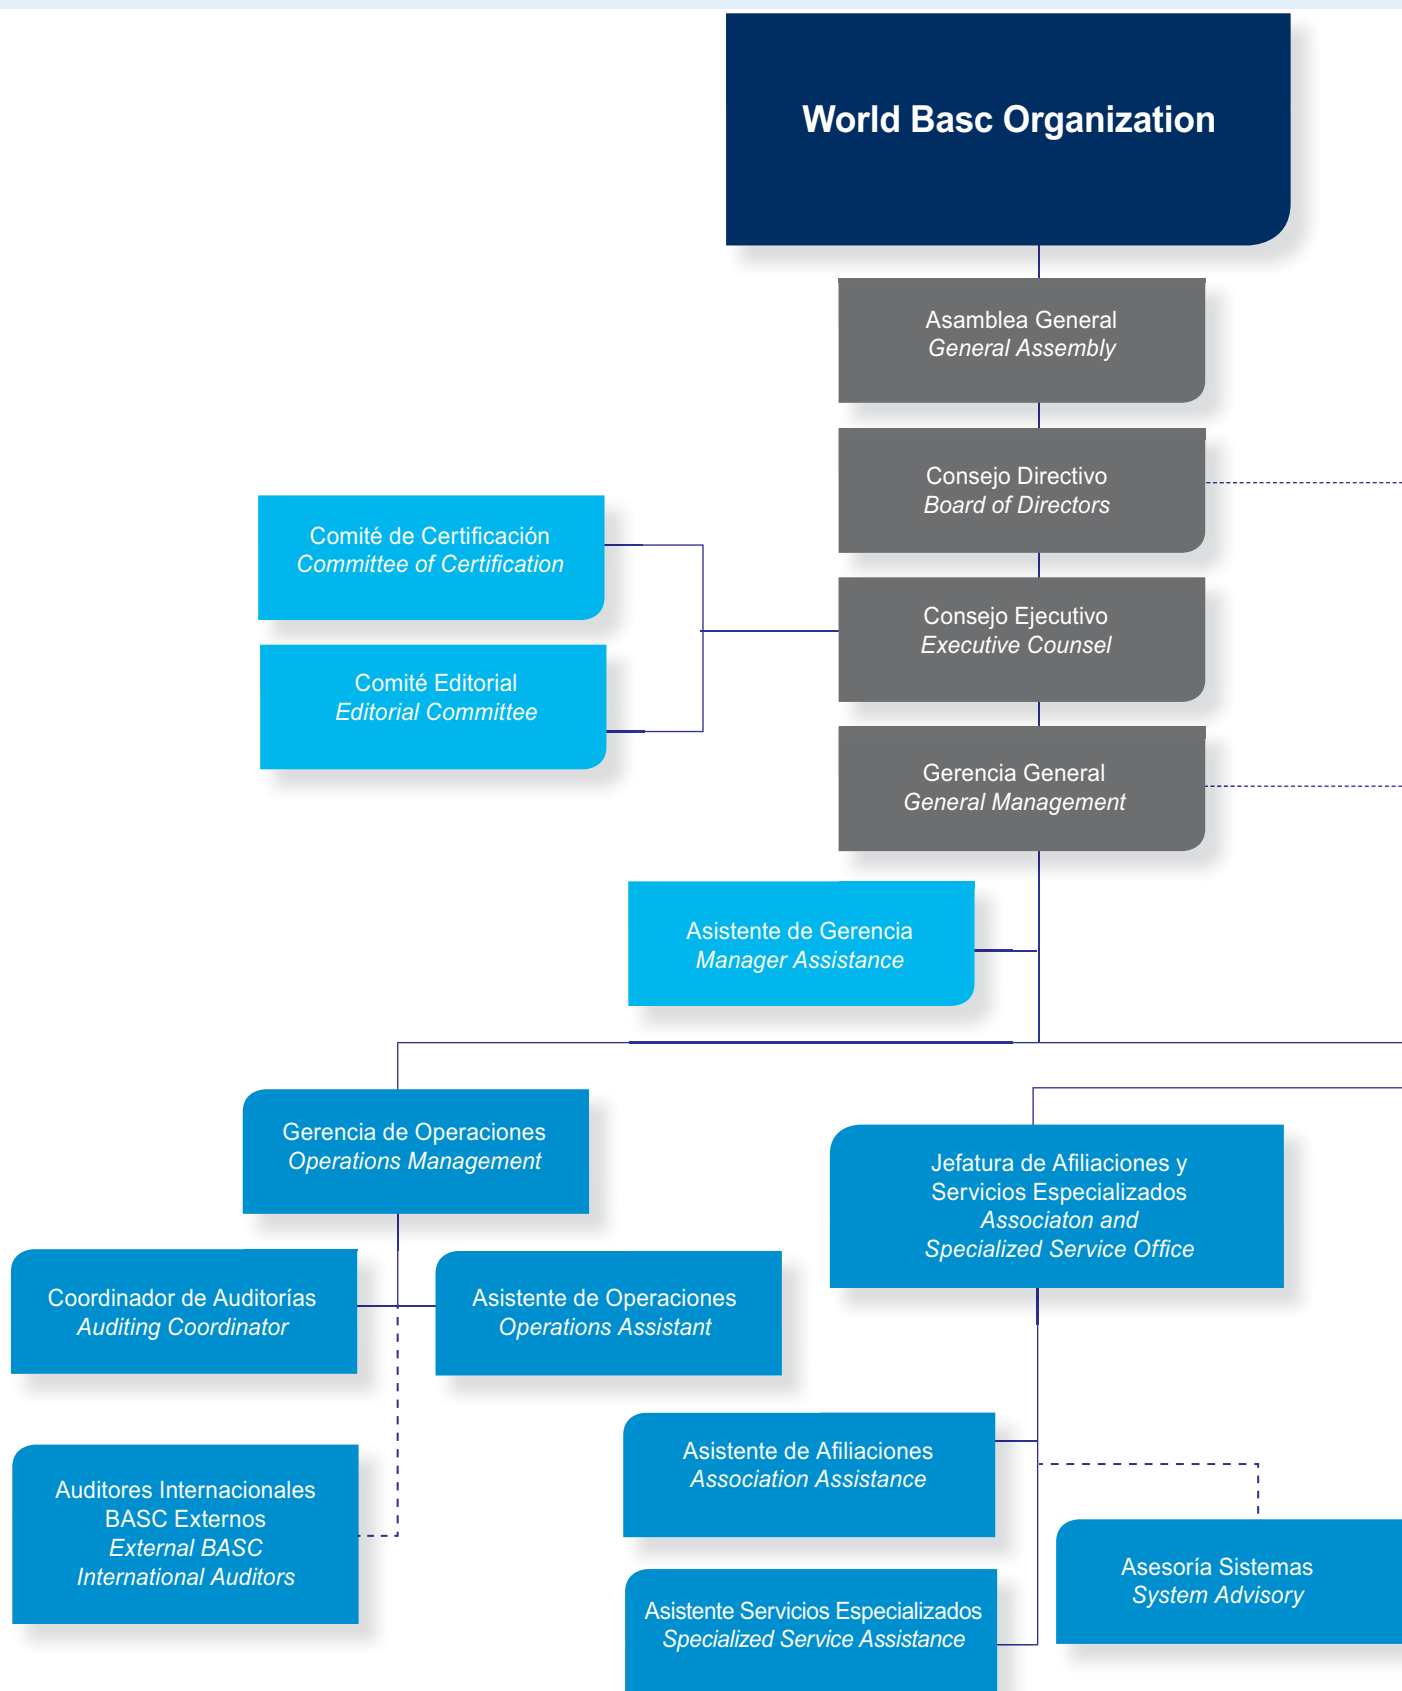 World Basc Organization
Asamblea General
General Assembly
Consejo Directivo
Board of Directors
Comité de Certificación
Committee of Certification
Consejo Ejecutivo
Executive Counsel
Comité Editorial
Editorial Committee
Gerencia General
General Management
Asistente de Gerencia
Manager Assistance
Gerencia de Operaciones
Operations Management
Jefatura de Afiliaciones y
Servicios Especializados
Associaton and
Specialized Service Office
Coordinador de Auditorías
Auditing Coordinator
Asistente de Operaciones
Operations Assistant
Asistente de Afiliaciones
Association Assistance
Auditores Internacionales
BASC Externos
External BASC
International Auditors
Asesoría Sistemas
System Advisory
Asistente Servicios Especializados
Specialized Service Assistance